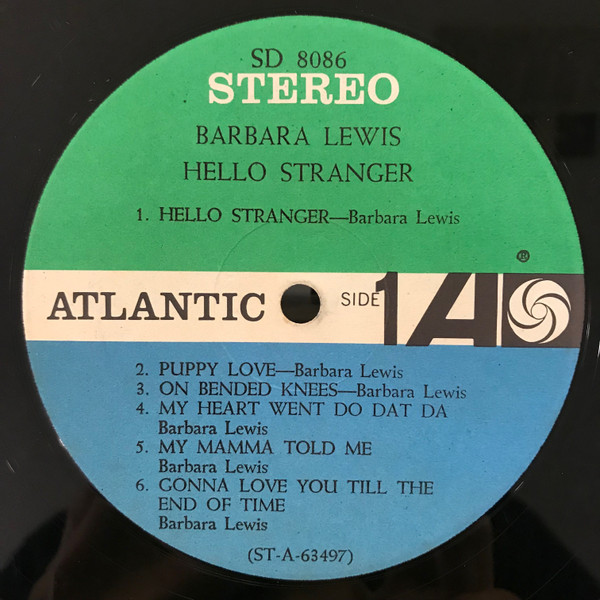 SD 8086
STEREO
BARBARA LEWIS
HELLO STRANGER
1. HELLO STRANGER—Barbara Lewis
®
ATLANTIC SIDE 1 A
2. PUPPY LOVE—Barbara Lewis
3. ON BENDED KNEES—Barbara Lewis
4. MY HEART WENT DO DAT DA
Barbara Lewis
5. MY MAMMA TOLD ME
Barbara Lewis
6. GONNA LOVE YOU TILL THE
END OF TIME
Barbara Lewis
(ST-A-63497)